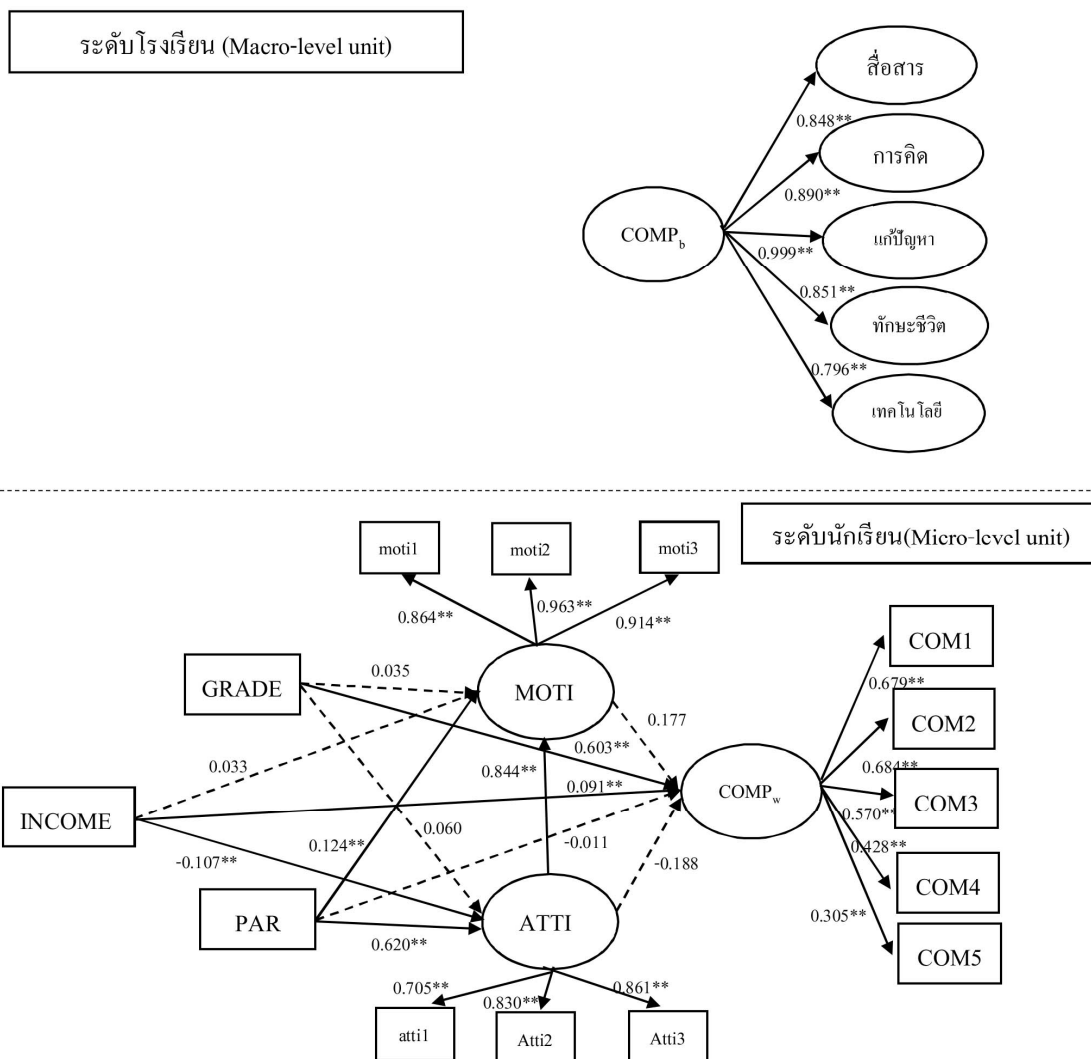 ระดับโรงเรียน (Macro-level unit)
สื่อสาร
0.848**
การคิด
0.890**
COMPb
แก้ปัญหา
0.999**
0.851**
ทักษะชีวิต
0.796**
เทคโนโลยี
ระดับนักเรียน(Micro-level unit)
moti1
moti2
moti3
0.864**
0.963**
0.914**
COM1
GRADE
0.035
MOTI
0.679**
0.177
COM2
0.603**
0.033
0.844**
0.684**
0.091**
COMPw
COM3
INCOME
0.570**
0.060
0.124**
-0.011
0.428**
-0.107**
-0.188
COM4
PAR
ATTI
0.305**
0.620**
COM5
0.705**
0.830**
0.861**
atti1
Atti2
Atti3